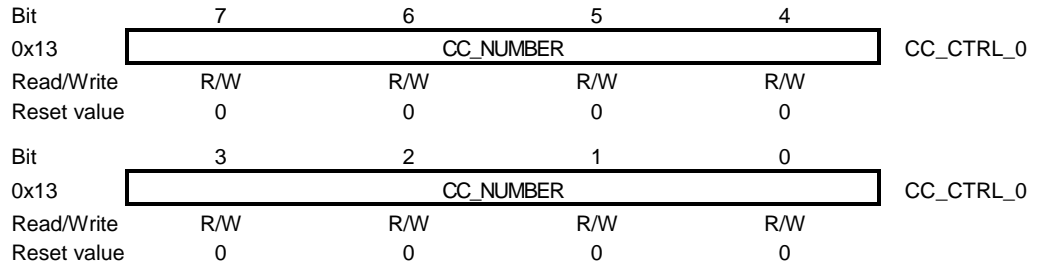 Bit 7 6 5 4
0x13 CC_NUMBER CC_CTRL_0
Read/Write R/W R/W R/W R/W
Reset value 0 0 0 0
Bit 3 2 1 0
0x13 CC_NUMBER CC_CTRL_0
Read/Write R/W R/W R/W R/W
Reset value 0 0 0 0